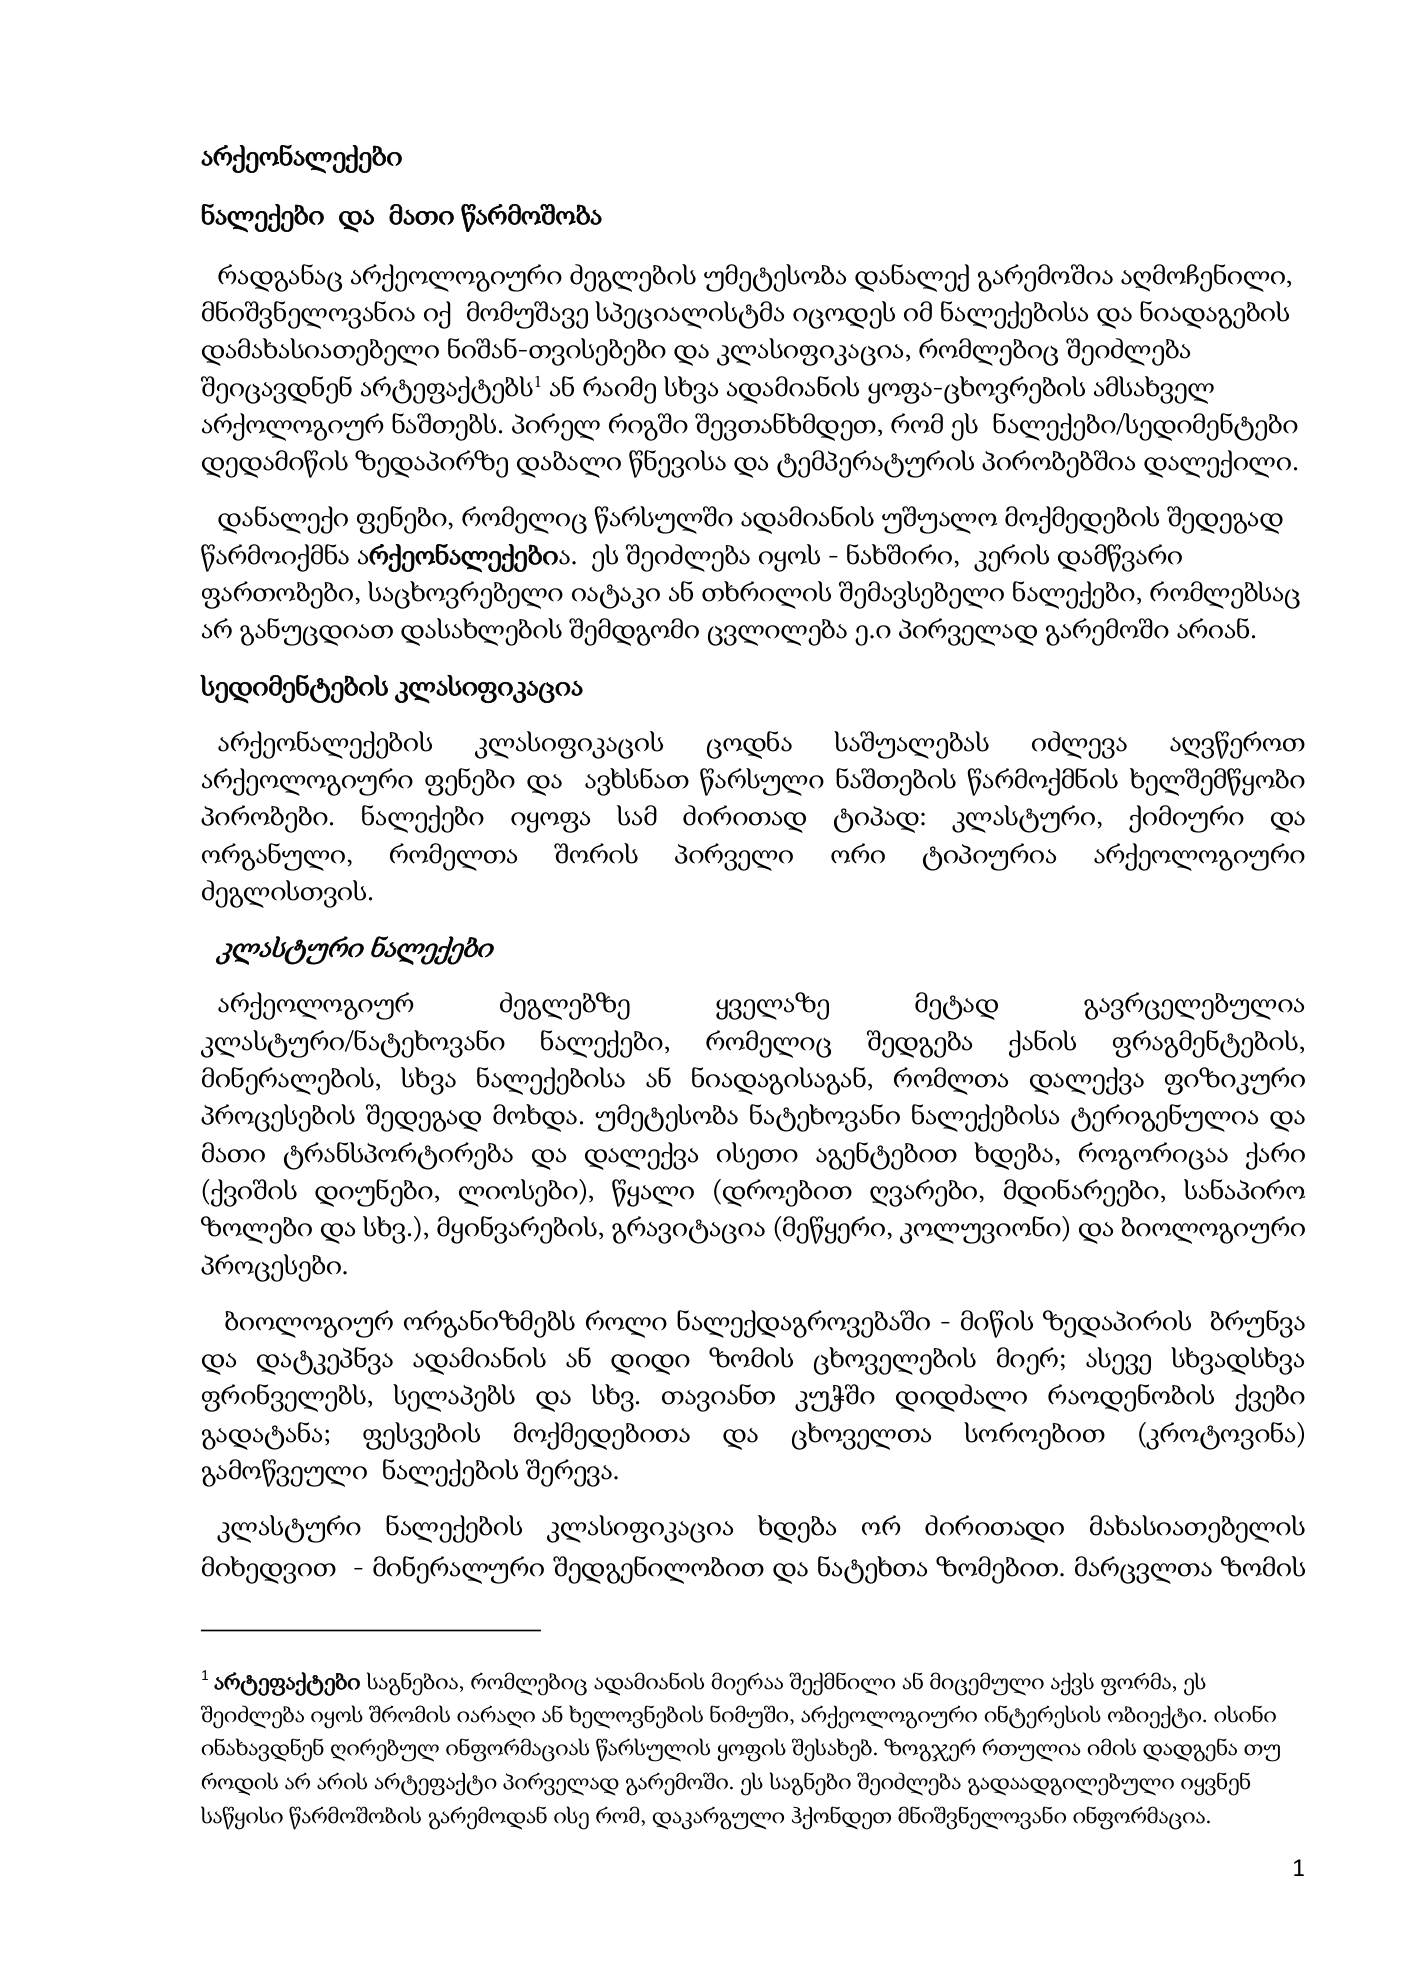 არქეონალექები
ნალექები და მათი წარმოშობა
რადგანაც არქეოლოგიური ძეგლების უმეტესობა დანალექ გარემოშია აღმოჩენილი,
მნიშვნელოვანია იქ მომუშავე სპეციალისტმა იცოდეს იმ ნალექებისა და ნიადაგების
დამახასიათებელი ნიშან-თვისებები და კლასიფიკაცია, რომლებიც შეიძლება
შეიცავდნენ არტეფაქტებს¹ ან რაიმე სხვა ადამიანის ყოფა-ცხოვრების ამსახველ
არქოლოგიურ ნაშთებს. პირელ რიგში შევთანხმდეთ, რომ ეს ნალექები/სედიმენტები
დედამიწის ზედაპირზე დაბალი წნევისა და ტემპერატურის პირობებშია დალექილი.
დანალექი ფენები, რომელიც წარსულში ადამიანის უშუალო მოქმედების შედეგად
წარმოიქმნა არქეონალექებია. ეს შეიძლება იყოს - ნახშირი, კერის დამწვარი
ფართობები, საცხოვრებელი იატაკი ან თხრილის შემავსებელი ნალექები, რომლებსაც
არ განუცდიათ დასახლების შემდგომი ცვლილება ე.ი პირველად გარემოში არიან.
სედიმენტების კლასიფიკაცია
არქეონალექების კლასიფიკაცის ცოდნა საშუალებას იძლევა აღვწეროთ
არქეოლოგიური ფენები და ავხსნათ წარსული ნაშთების წარმოქმნის ხელშემწყობი
პირობები. ნალექები იყოფა სამ ძირითად ტიპად: კლასტური, ქიმიური და
ორგანული, რომელთა შორის პირველი ორი ტიპიურია არქეოლოგიური
ძეგლისთვის.
კლასტური ნალექები
არქეოლოგიურ ძეგლებზე ყველაზე მეტად გავრცელებულია
კლასტური/ნატეხოვანი ნალექები, რომელიც შედგება ქანის ფრაგმენტების,
მინერალების, სხვა ნალექებისა ან ნიადაგისაგან, რომლთა დალექვა ფიზიკური
პროცესების შედეგად მოხდა. უმეტესობა ნატეხოვანი ნალექებისა ტერიგენულია და
მათი ტრანსპორტირება და დალექვა ისეთი აგენტებით ხდება, როგორიცაა ქარი
(ქვიშის დიუნები, ლიოსები), წყალი (დროებით ღვარები, მდინარეები, სანაპირო
ზოლები და სხვ.), მყინვარების, გრავიტაცია (მეწყერი, კოლუვიონი) და ბიოლოგიური
პროცესები.
ბიოლოგიურ ორგანიზმებს როლი ნალექდაგროვებაში - მიწის ზედაპირის ბრუნვა
და დატკეპნვა ადამიანის ან დიდი ზომის ცხოველების მიერ; ასევე სხვადსხვა
ფრინველებს, სელაპებს და სხვ. თავიანთ კუჭში დიდძალი რაოდენობის ქვები
გადატანა; ფესვების მოქმედებითა და ცხოველთა სოროებით (კროტოვინა)
გამოწვეული ნალექების შერევა.
კლასტური ნალექების კლასიფიკაცია ხდება ორ ძირითადი მახასიათებელის
მიხედვით - მინერალური შედგენილობით და ნატეხთა ზომებით. მარცვლთა ზომის
¹ არტეფაქტები საგნებია, რომლებიც ადამიანის მიერაა შექმნილი ან მიცემული აქვს ფორმა, ეს
შეიძლება იყოს შრომის იარაღი ან ხელოვნების ნიმუში, არქეოლოგიური ინტერესის ობიექტი. ისინი
ინახავდნენ ღირებულ ინფორმაციას წარსულის ყოფის შესახებ. ზოგჯერ რთულია იმის დადგენა თუ
როდის არ არის არტეფაქტი პირველად გარემოში. ეს საგნები შეიძლება გადაადგილებული იყვნენ
საწყისი წარმოშობის გარემოდან ისე რომ, დაკარგული ჰქონდეთ მნიშვნელოვანი ინფორმაცია.
1